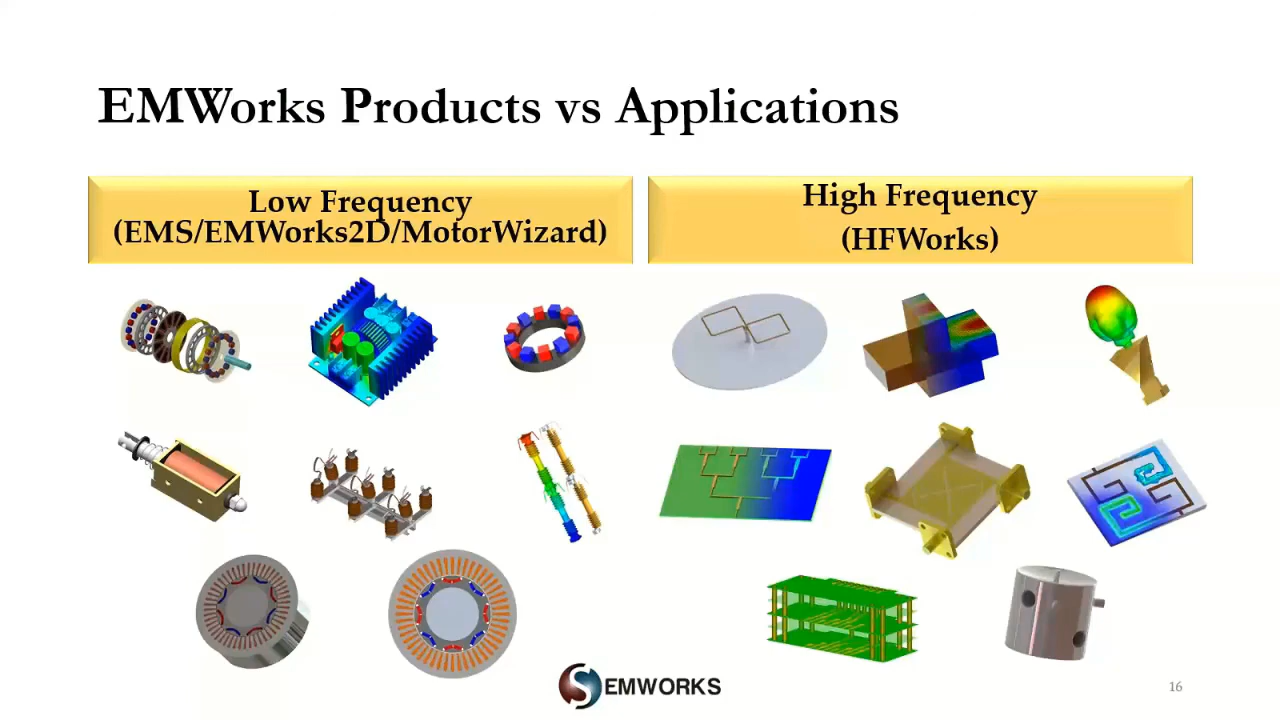 EMWorks Products vs Applications
Low Frequency
(EMS/EMWorks2D/MotorWizard)
High Frequency
(HFWorks)
EMWORKS
16